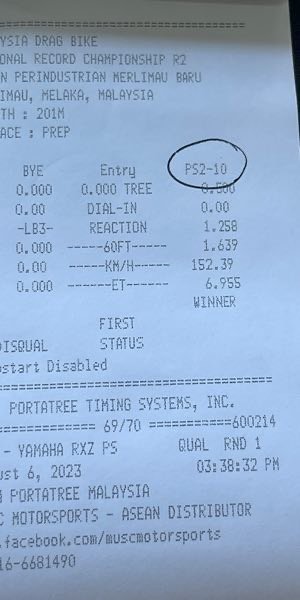 YSIA DRAG BIKE
ONAL RECORD CHAMPIONSHIP R2
N PERINDUSTRIAN MERLIMAU BARU
IMAU, MELAKA, MALAYSIA
TH : 201M
ACE : PREP
BYE Entry PS2-10
0.000 0.000 TREE 0.500
0.00 DIAL-IN 0.00
-LB3- REACTION 1.258
0.000 -----60FT----- 1.639
0.00 -----KM/H----- 152.39
0.000 ------ET------ 6.955
WINNER
FIRST
DISQUAL STATUS
start Disabled
PORTATREE TIMING SYSTEMS, INC.
============ 69/70 ===========600214
- YAMAHA RXZ PS QUAL RND 1
ust 6, 2023 03:38:32 PM
PORTATREE MALAYSIA
C MOTORSPORTS - ASEAN DISTRIBUTOR
.facebook.com/muscmotorsports
16-6681490